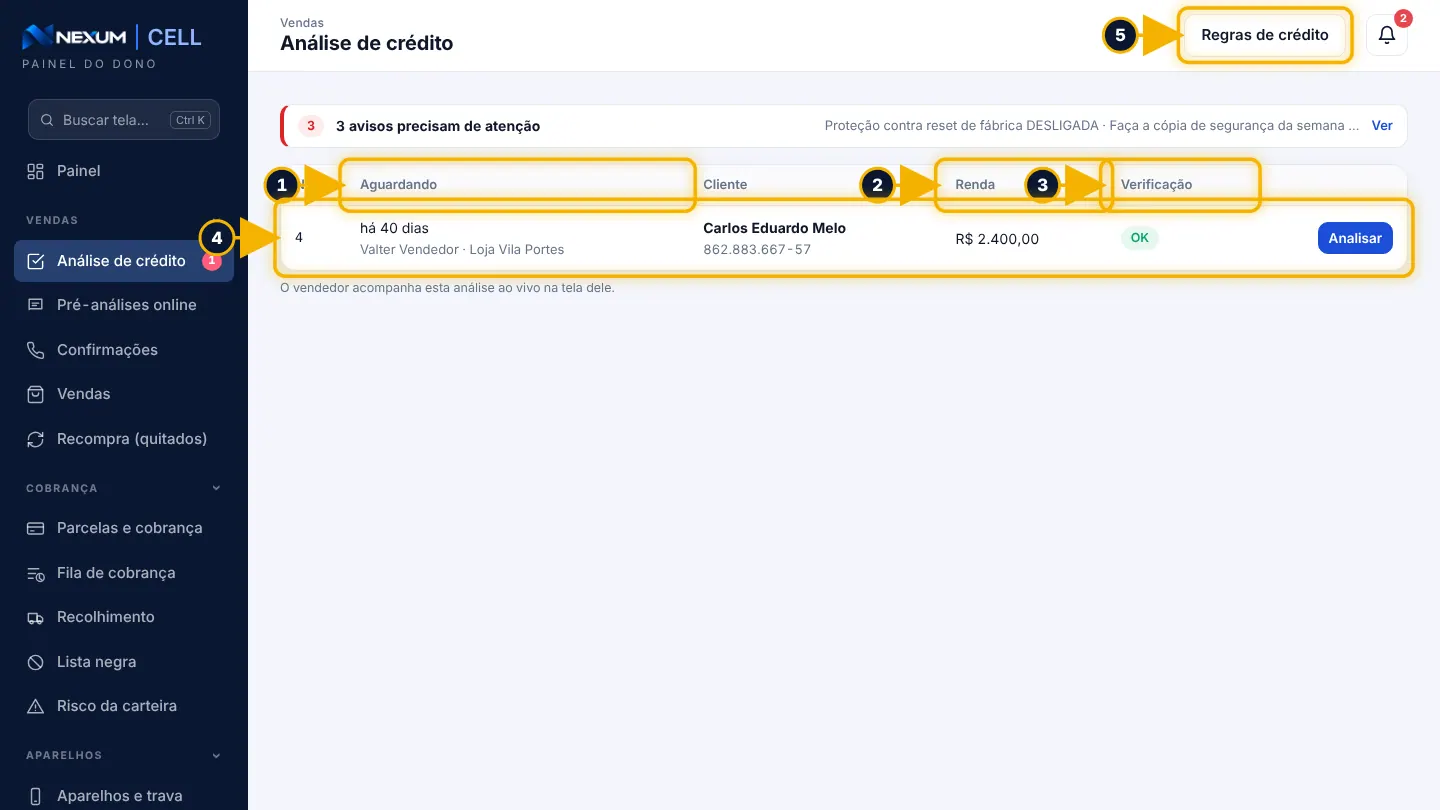 NEXUM | CELL
PAINEL DO DONO
Buscar tela... Ctrl K
Painel
VENDAS
Análise de crédito 1
Pré-análises online
Confirmações
Vendas
Recompra (quitados)
COBRANÇA
Parcelas e cobrança
Fila de cobrança
Recolhimento
Lista negra
Risco da carteira
APARELHOS
Aparelhos e trava
Vendas
Análise de crédito
5 Regras de crédito 2
3 3 avisos precisam de atenção Proteção contra reset de fábrica DESLIGADA · Faça a cópia de segurança da semana ... Ver
1 Aguardando Cliente 2 Renda 3 Verificação
4 4 há 40 dias Carlos Eduardo Melo R$ 2.400,00 OK Analisar
Valter Vendedor · Loja Vila Portes 862.883.667-57
O vendedor acompanha esta análise ao vivo na tela dele.